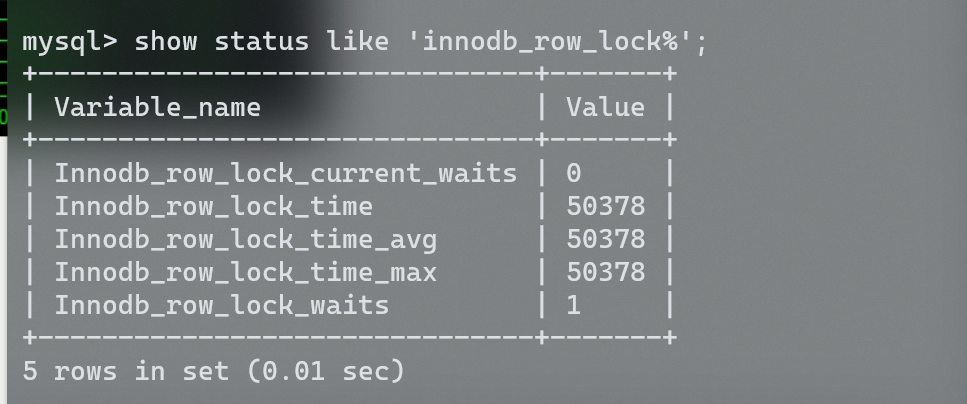 mysql> show status like 'innodb_row_lock%';
+-------------------------------+-------+
| Variable_name                 | Value |
+-------------------------------+-------+
| Innodb_row_lock_current_waits | 0     |
| Innodb_row_lock_time          | 50378 |
| Innodb_row_lock_time_avg      | 50378 |
| Innodb_row_lock_time_max      | 50378 |
| Innodb_row_lock_waits         | 1     |
+-------------------------------+-------+
5 rows in set (0.01 sec)